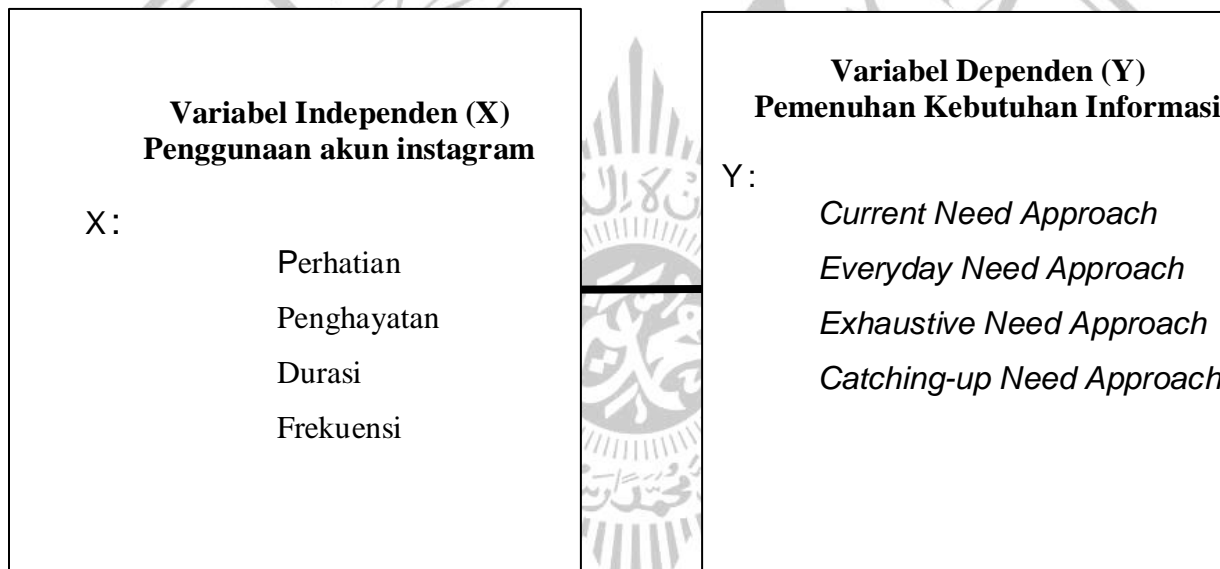 Variabel Independen (X)
Penggunaan akun instagram
X:
Perhatian
Penghayatan
Durasi
Frekuensi
Variabel Dependen (Y)
Pemenuhan Kebutuhan Informasi
Y:
Current Need Approach
Everyday Need Approach
Exhaustive Need Approach
Catching-up Need Approach